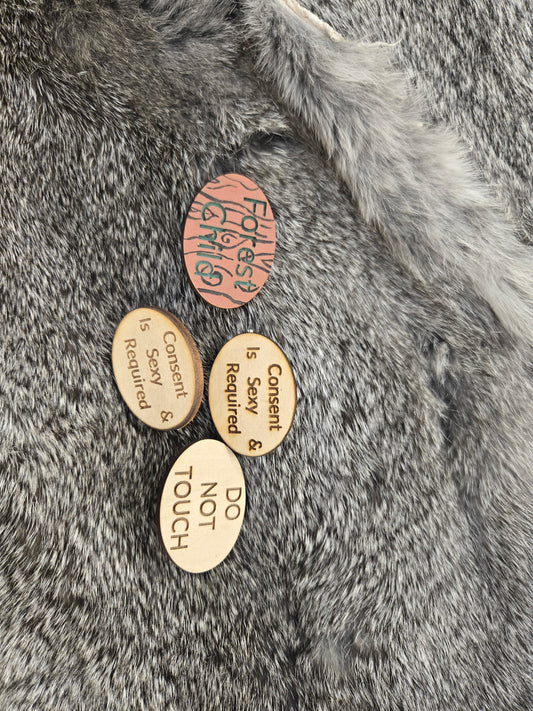 Forest
Child
Consent &
Is Sexy
Required
Consent &
Is Sexy
Required
DO
NOT
TOUCH